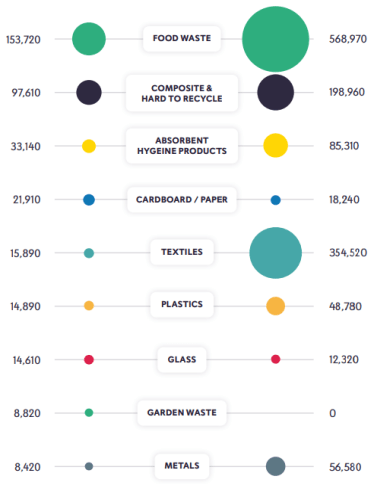 153,720 FOOD WASTE 568,970
97,610 COMPOSITE & 198,960
HARD TO RECYCLE
33,140 ABSORBENT 85,310
HYGEINE PRODUCTS
21,910 CARDBOARD / PAPER 18,240
15,890 TEXTILES 354,520
14,890 PLASTICS 48,780
14,610 GLASS 12,320
8,820 GARDEN WASTE 0
8,420 METALS 56,580